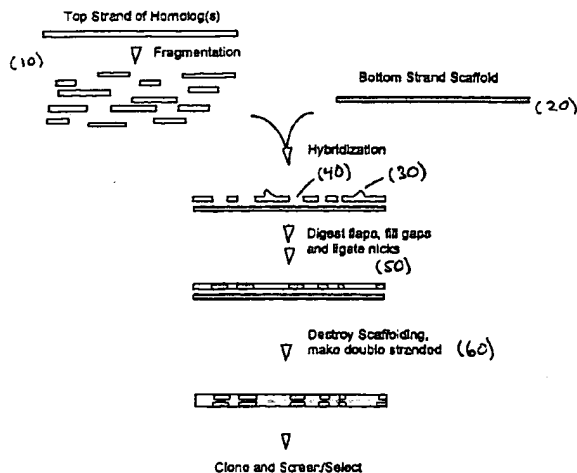 Top Strand of Homolog(s)
(10)
Fragmentation
Bottom Strand Scaffold
(20)
Hybridization
(40)
(30)
Digest flaps, fill gaps
and ligate nicks
(50)
Destroy Scaffolding,
make double stranded
(60)
Clone and Screen/Select